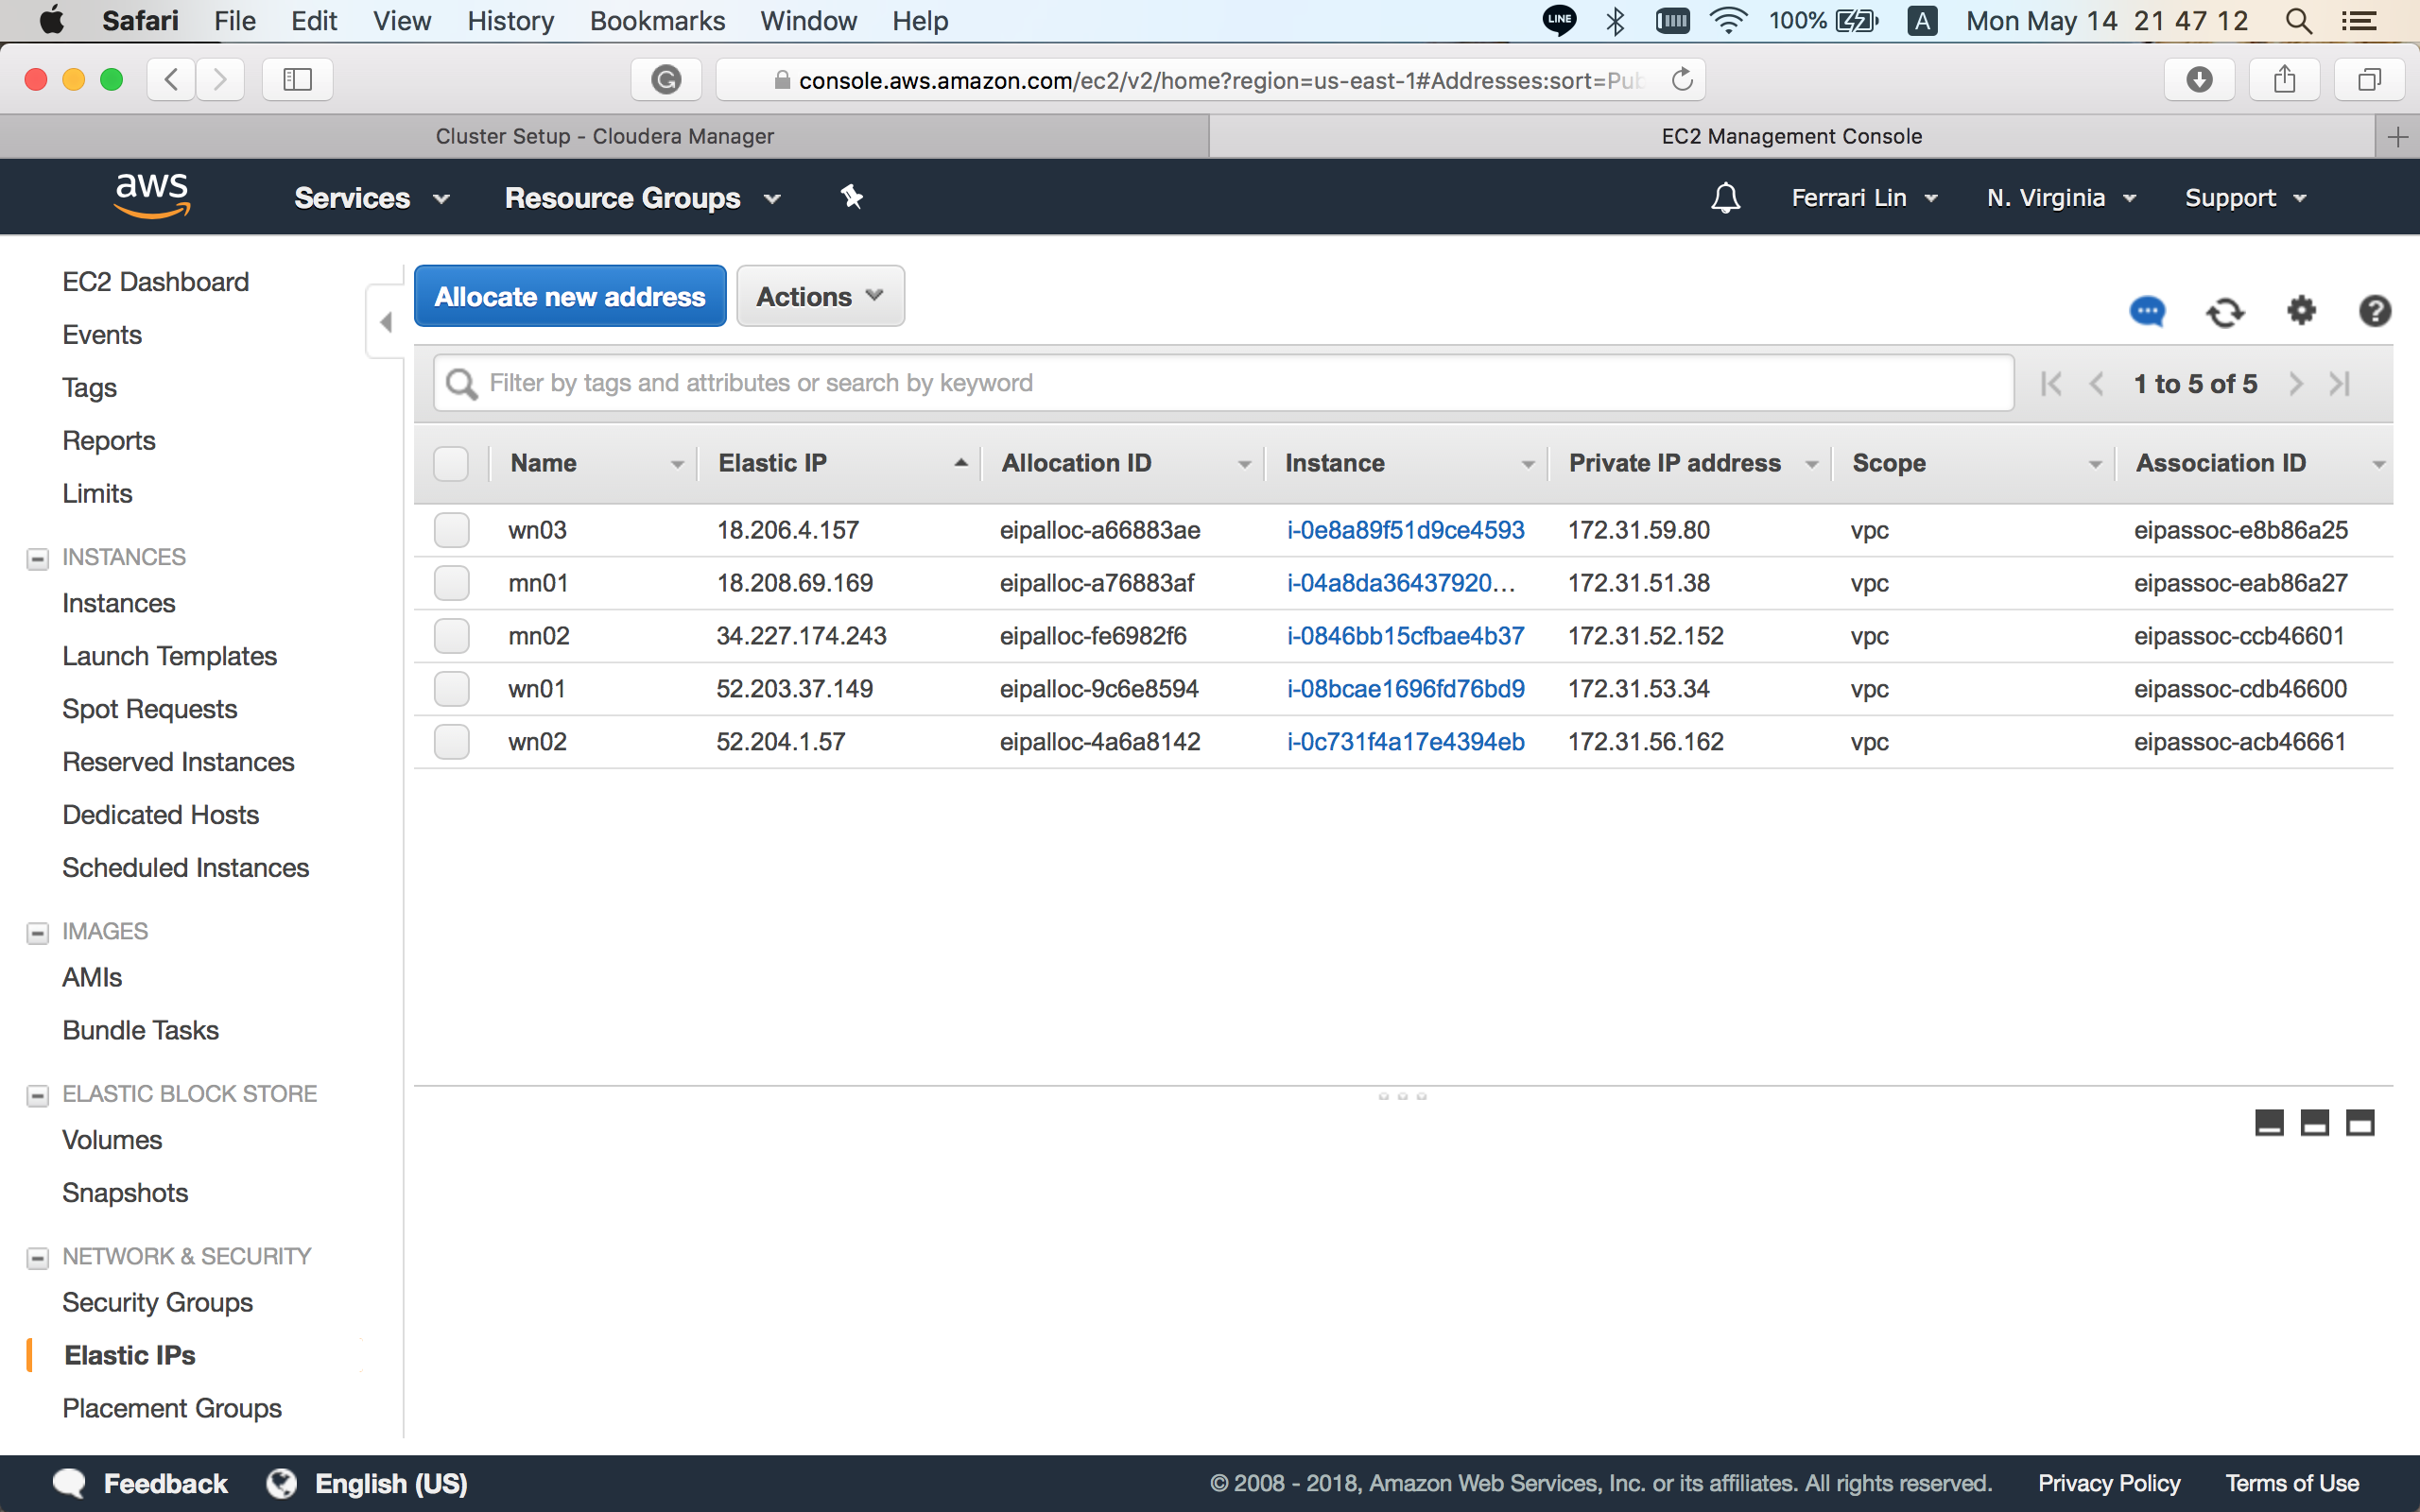 Safari File Edit View History Bookmarks Window Help LINE 100% A Mon May 14 21 47 12
console.aws.amazon.com/ec2/v2/home?region=us-east-1#Addresses:sort=Pub
Cluster Setup - Cloudera Manager EC2 Management Console
aws Services Resource Groups Ferrari Lin N. Virginia Support
EC2 Dashboard
Events
Tags
Reports
Limits
INSTANCES
Instances
Launch Templates
Spot Requests
Reserved Instances
Dedicated Hosts
Scheduled Instances
IMAGES
AMIs
Bundle Tasks
ELASTIC BLOCK STORE
Volumes
Snapshots
NETWORK & SECURITY
Security Groups
Elastic IPs
Placement Groups
Allocate new address Actions
Filter by tags and attributes or search by keyword 1 to 5 of 5
Name Elastic IP Allocation ID Instance Private IP address Scope Association ID
wn03 18.206.4.157 eipalloc-a66883ae i-0e8a89f51d9ce4593 172.31.59.80 vpc eipassoc-e8b86a25
mn01 18.208.69.169 eipalloc-a76883af i-04a8da36437920... 172.31.51.38 vpc eipassoc-eab86a27
mn02 34.227.174.243 eipalloc-fe6982f6 i-0846bb15cfbae4b37 172.31.52.152 vpc eipassoc-ccb46601
wn01 52.203.37.149 eipalloc-9c6e8594 i-08bcae1696fd76bd9 172.31.53.34 vpc eipassoc-cdb46600
wn02 52.204.1.57 eipalloc-4a6a8142 i-0c731f4a17e4394eb 172.31.56.162 vpc eipassoc-acb46661
Feedback English (US) © 2008 - 2018, Amazon Web Services, Inc. or its affiliates. All rights reserved. Privacy Policy Terms of Use